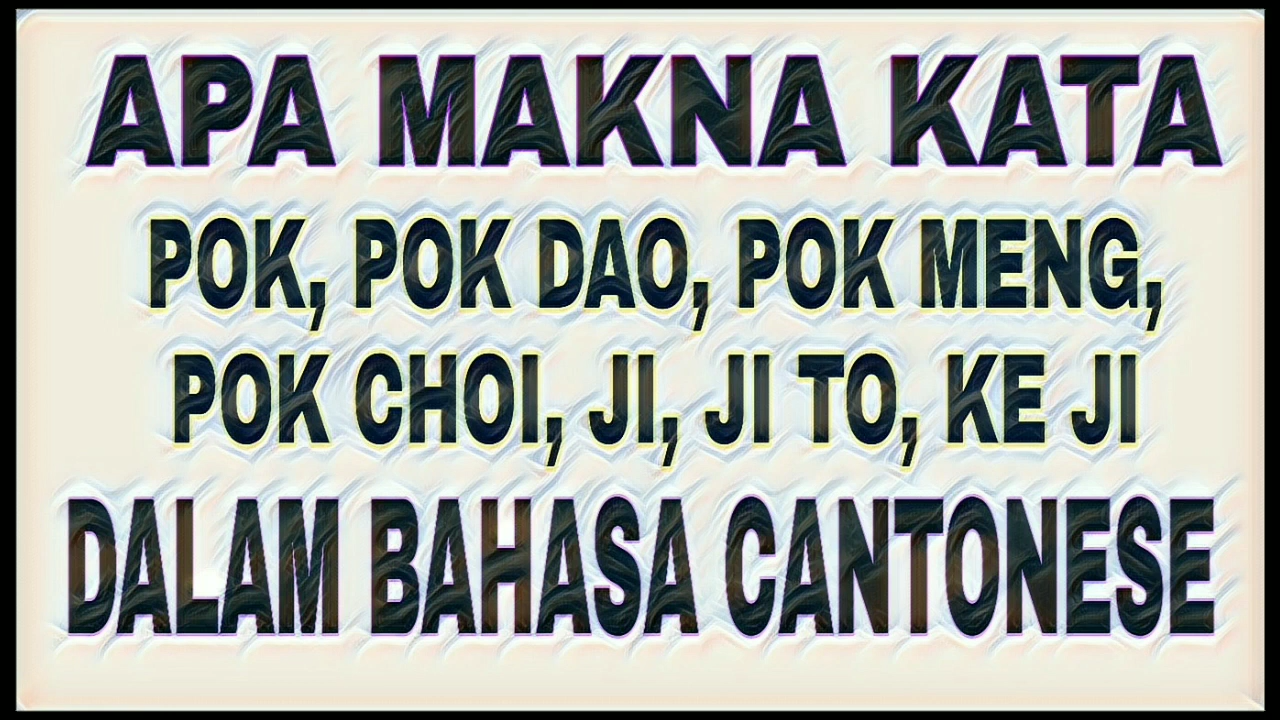 APA MAKNA KATA
POK, POK DAO, POK MENG,
POK CHOI, JI, JI TO, KE JI
DALAM BAHASA CANTONESE